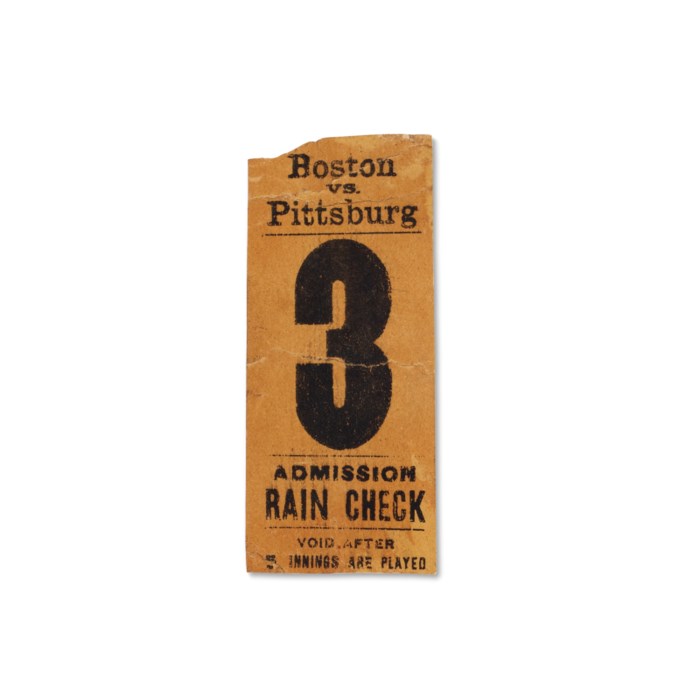 Boston
vs.
Pittsburg
3
ADMISSION
RAIN CHECK
VOID AFTER
5 INNINGS ARE PLAYED